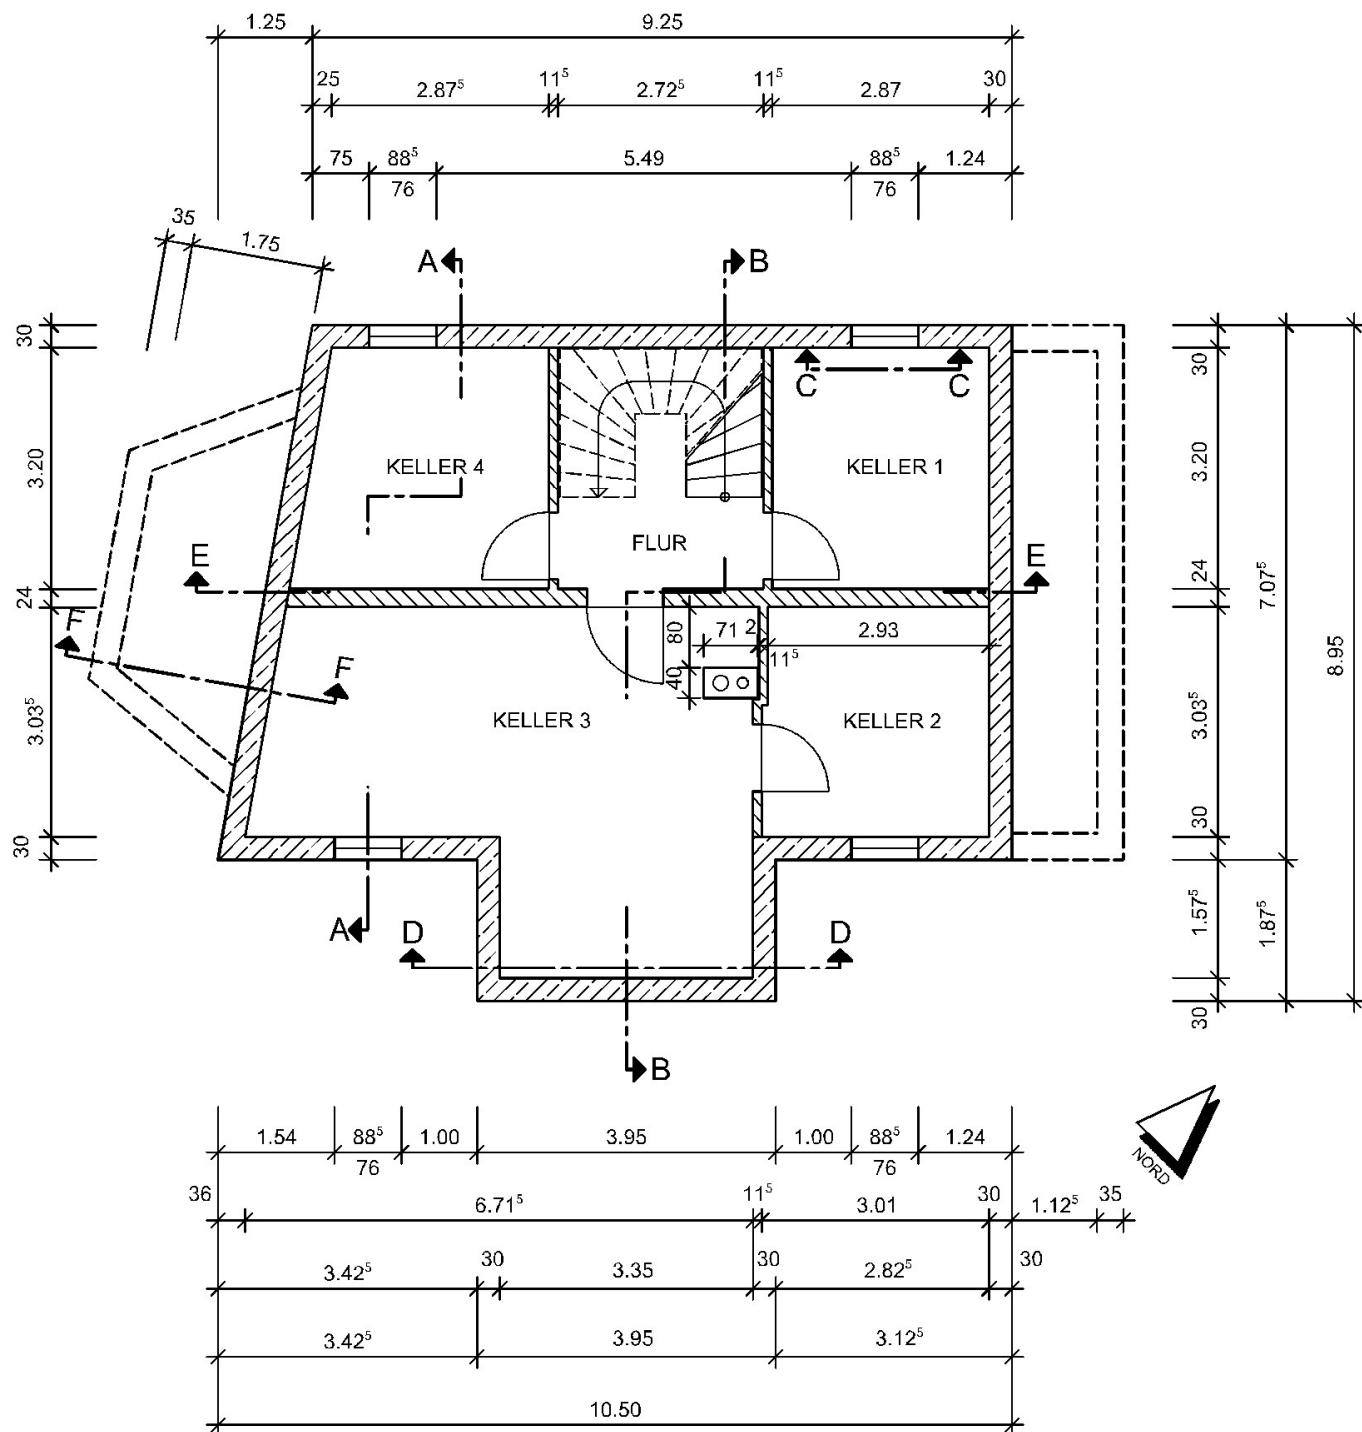 1.25 9.25
25 2.87⁵ 11⁵ 2.72⁵ 11⁵ 2.87 30
75 88⁵ 5.49 88⁵ 1.24
76 76
35 1.75
A B
30 30
C C
3.20 KELLER 4 KELLER 1 3.20
FLUR
E E
24 24 7.07⁵
F 80 71 2 2.93 8.95
11⁵
F 40
3.03⁵ KELLER 3 KELLER 2 3.03⁵
30 30
A D D 1.57⁵ 1.87⁵
30
B
NORD
1.54 88⁵ 1.00 3.95 1.00 88⁵ 1.24
76 76
36 6.71⁵ 11⁵ 3.01 30 1.12⁵ 35
3.42⁵ 30 3.35 30 2.82⁵ 30
3.42⁵ 3.95 3.12⁵
10.50